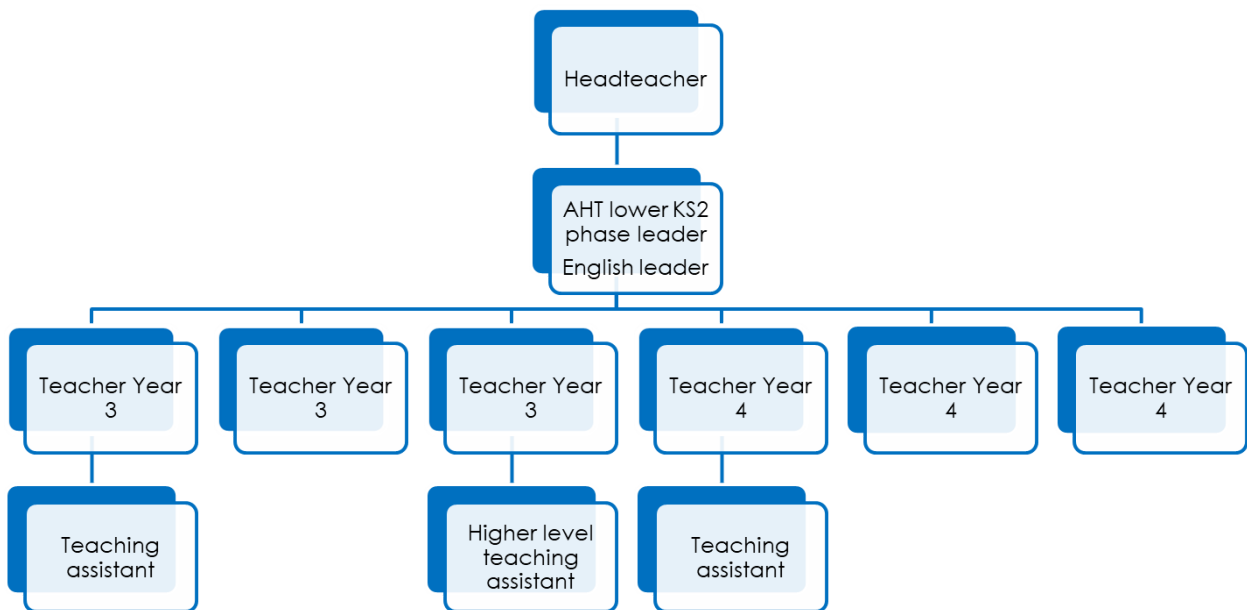 Headteacher
AHT lower KS2
phase leader
English leader
Teacher Year
3
Teacher Year
3
Teacher Year
3
Teacher Year
4
Teacher Year
4
Teacher Year
4
Teaching
assistant
Higher level
teaching
assistant
Teaching
assistant